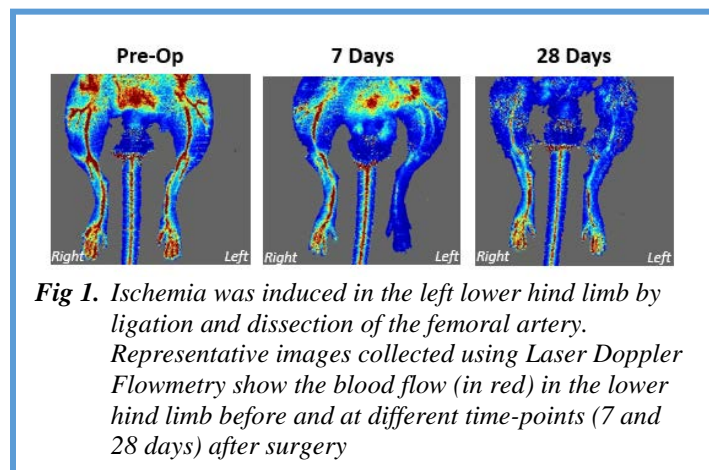 Pre-Op 7 Days 28 Days
Right Left Right Left Right Left
Fig 1. Ischemia was induced in the left lower hind limb by
ligation and dissection of the femoral artery.
Representative images collected using Laser Doppler
Flowmetry show the blood flow (in red) in the lower
hind limb before and at different time-points (7 and
28 days) after surgery